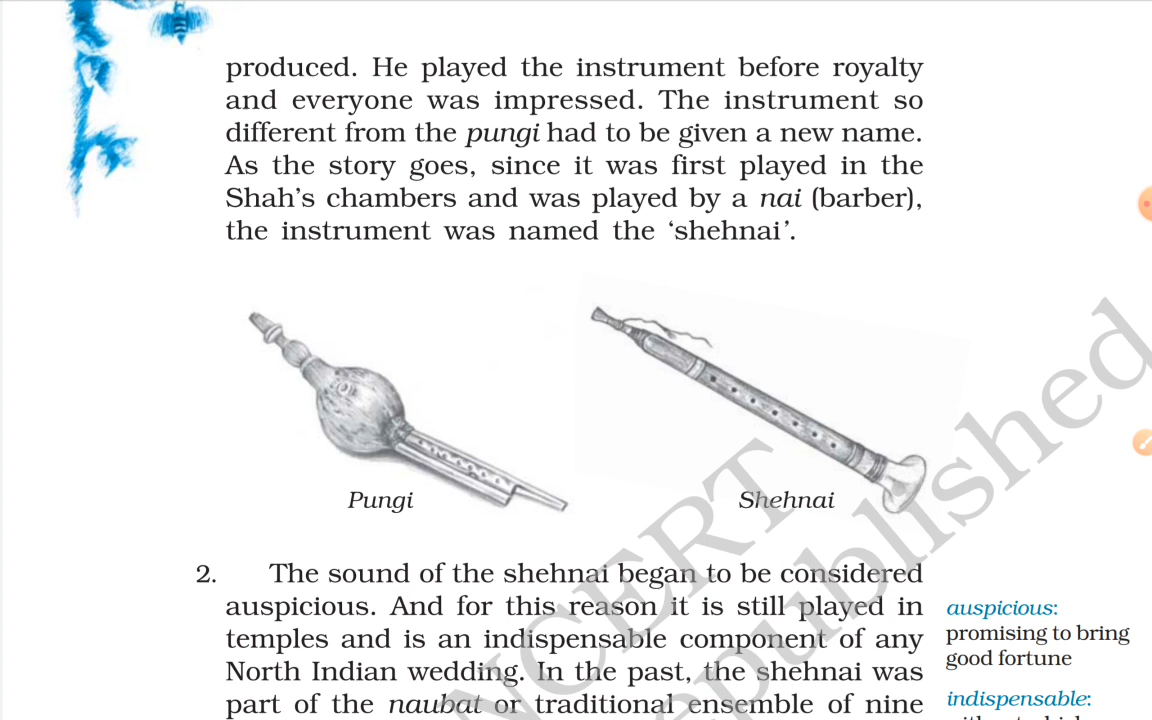 produced. He played the instrument before royalty
and everyone was impressed. The instrument so
different from the pungi had to be given a new name.
As the story goes, since it was first played in the
Shah’s chambers and was played by a nai (barber),
the instrument was named the ‘shehnai’.
Pungi
Shehnai
2. The sound of the shehnai began to be considered
auspicious. And for this reason it is still played in
temples and is an indispensable component of any
North Indian wedding. In the past, the shehnai was
part of the naubat or traditional ensemble of nine
auspicious:
promising to bring
good fortune
indispensable:
NCERT
republished